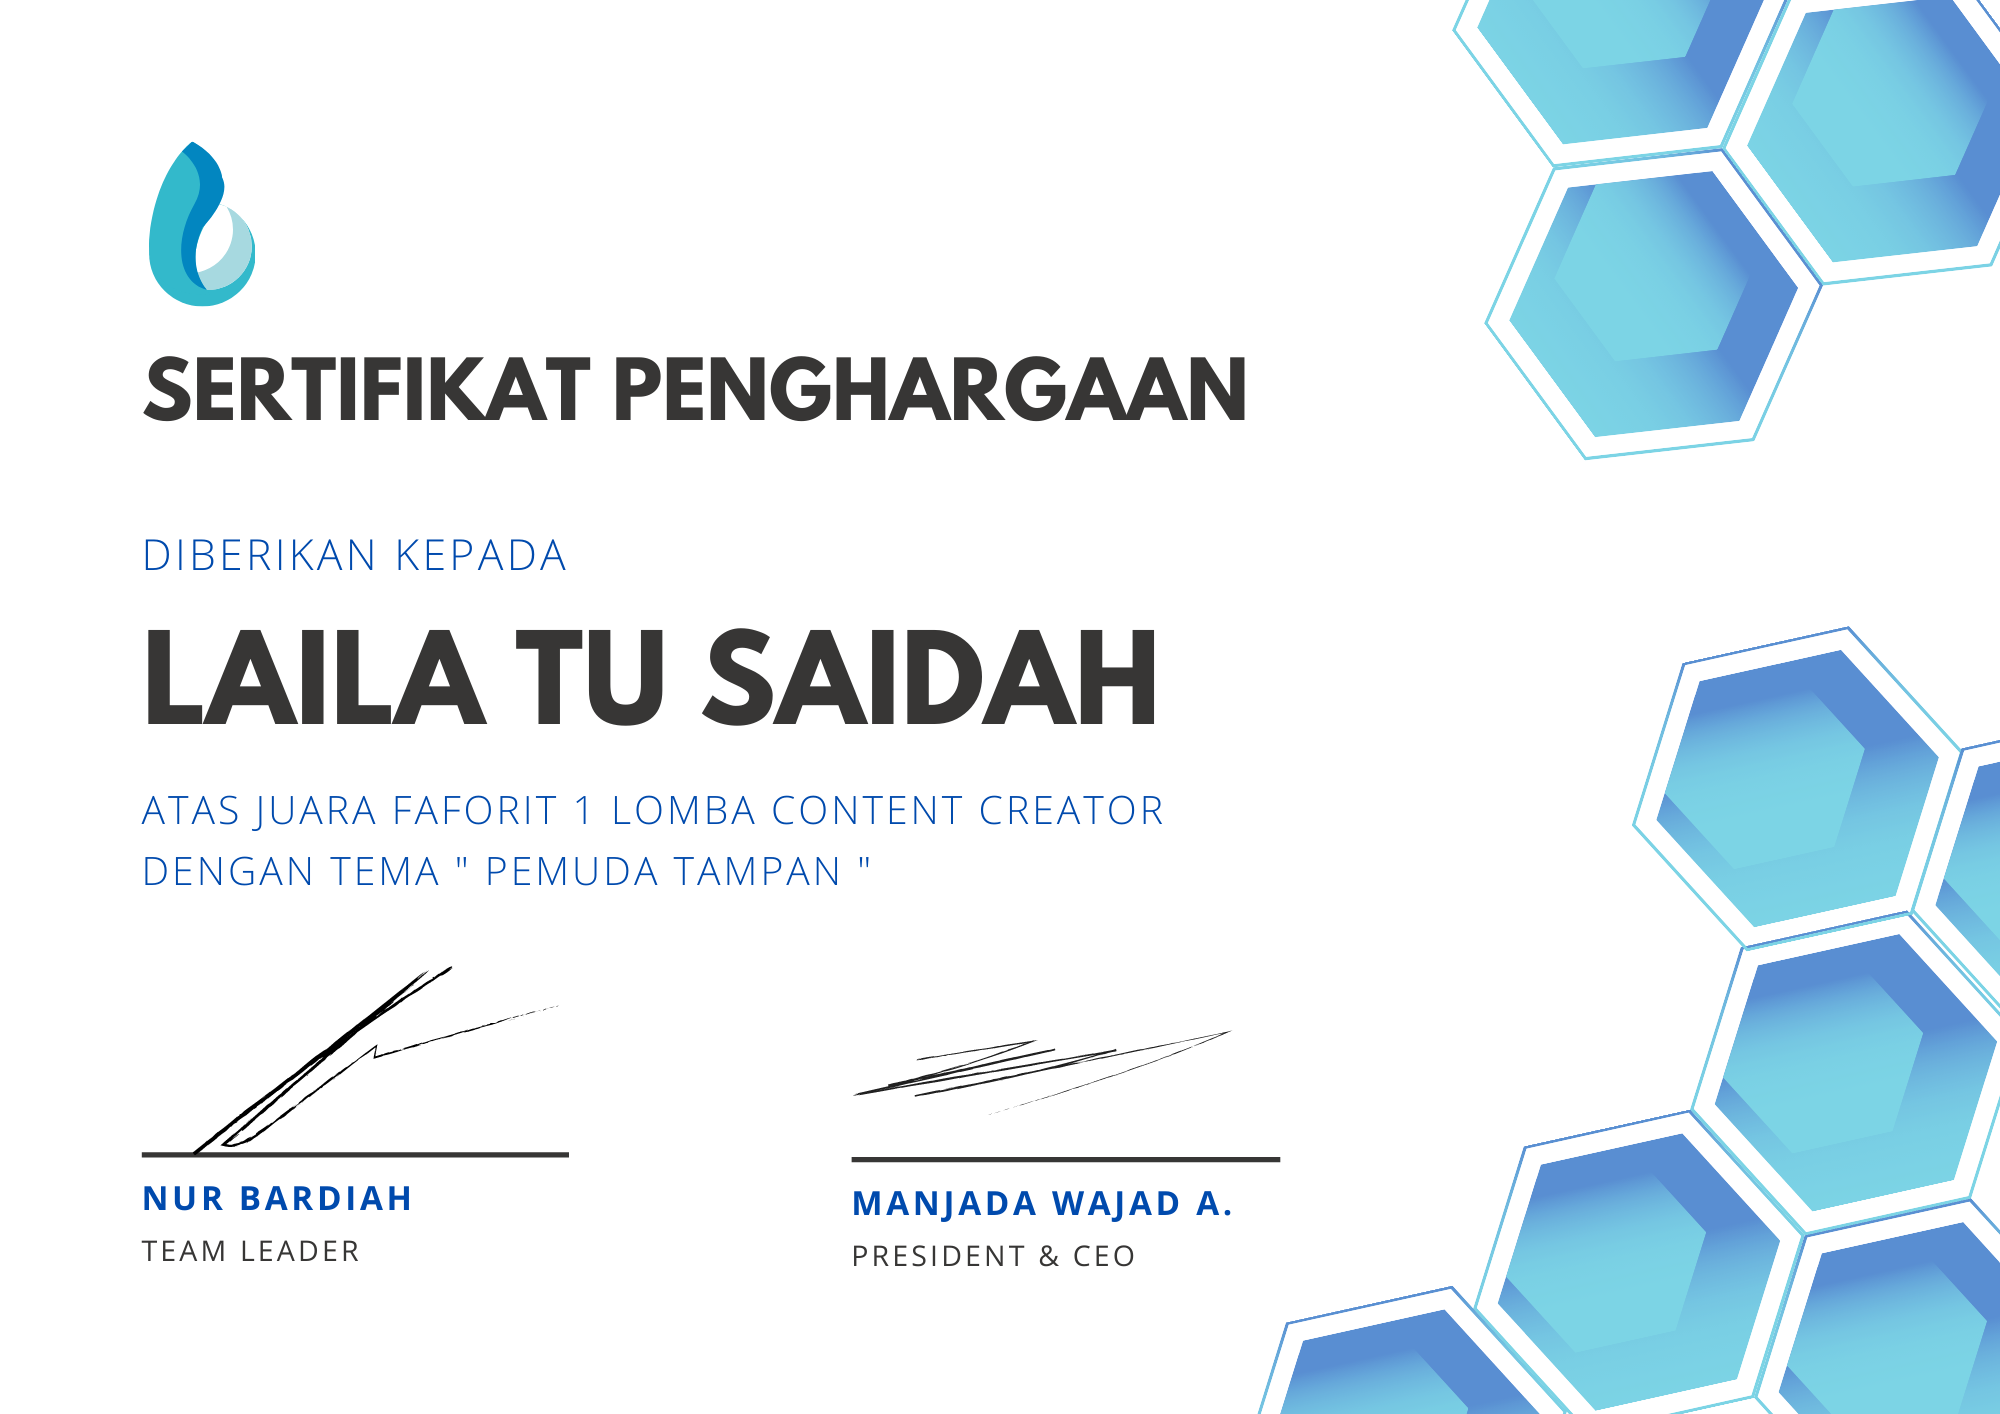 SERTIFIKAT PENGHARGAAN
DIBERIKAN KEPADA
LAILA TU SAIDAH
ATAS JUARA FAFORIT 1 LOMBA CONTENT CREATOR
DENGAN TEMA " PEMUDA TAMPAN "
NUR BARDIAH
TEAM LEADER
MANJADA WAJAD A.
PRESIDENT & CEO